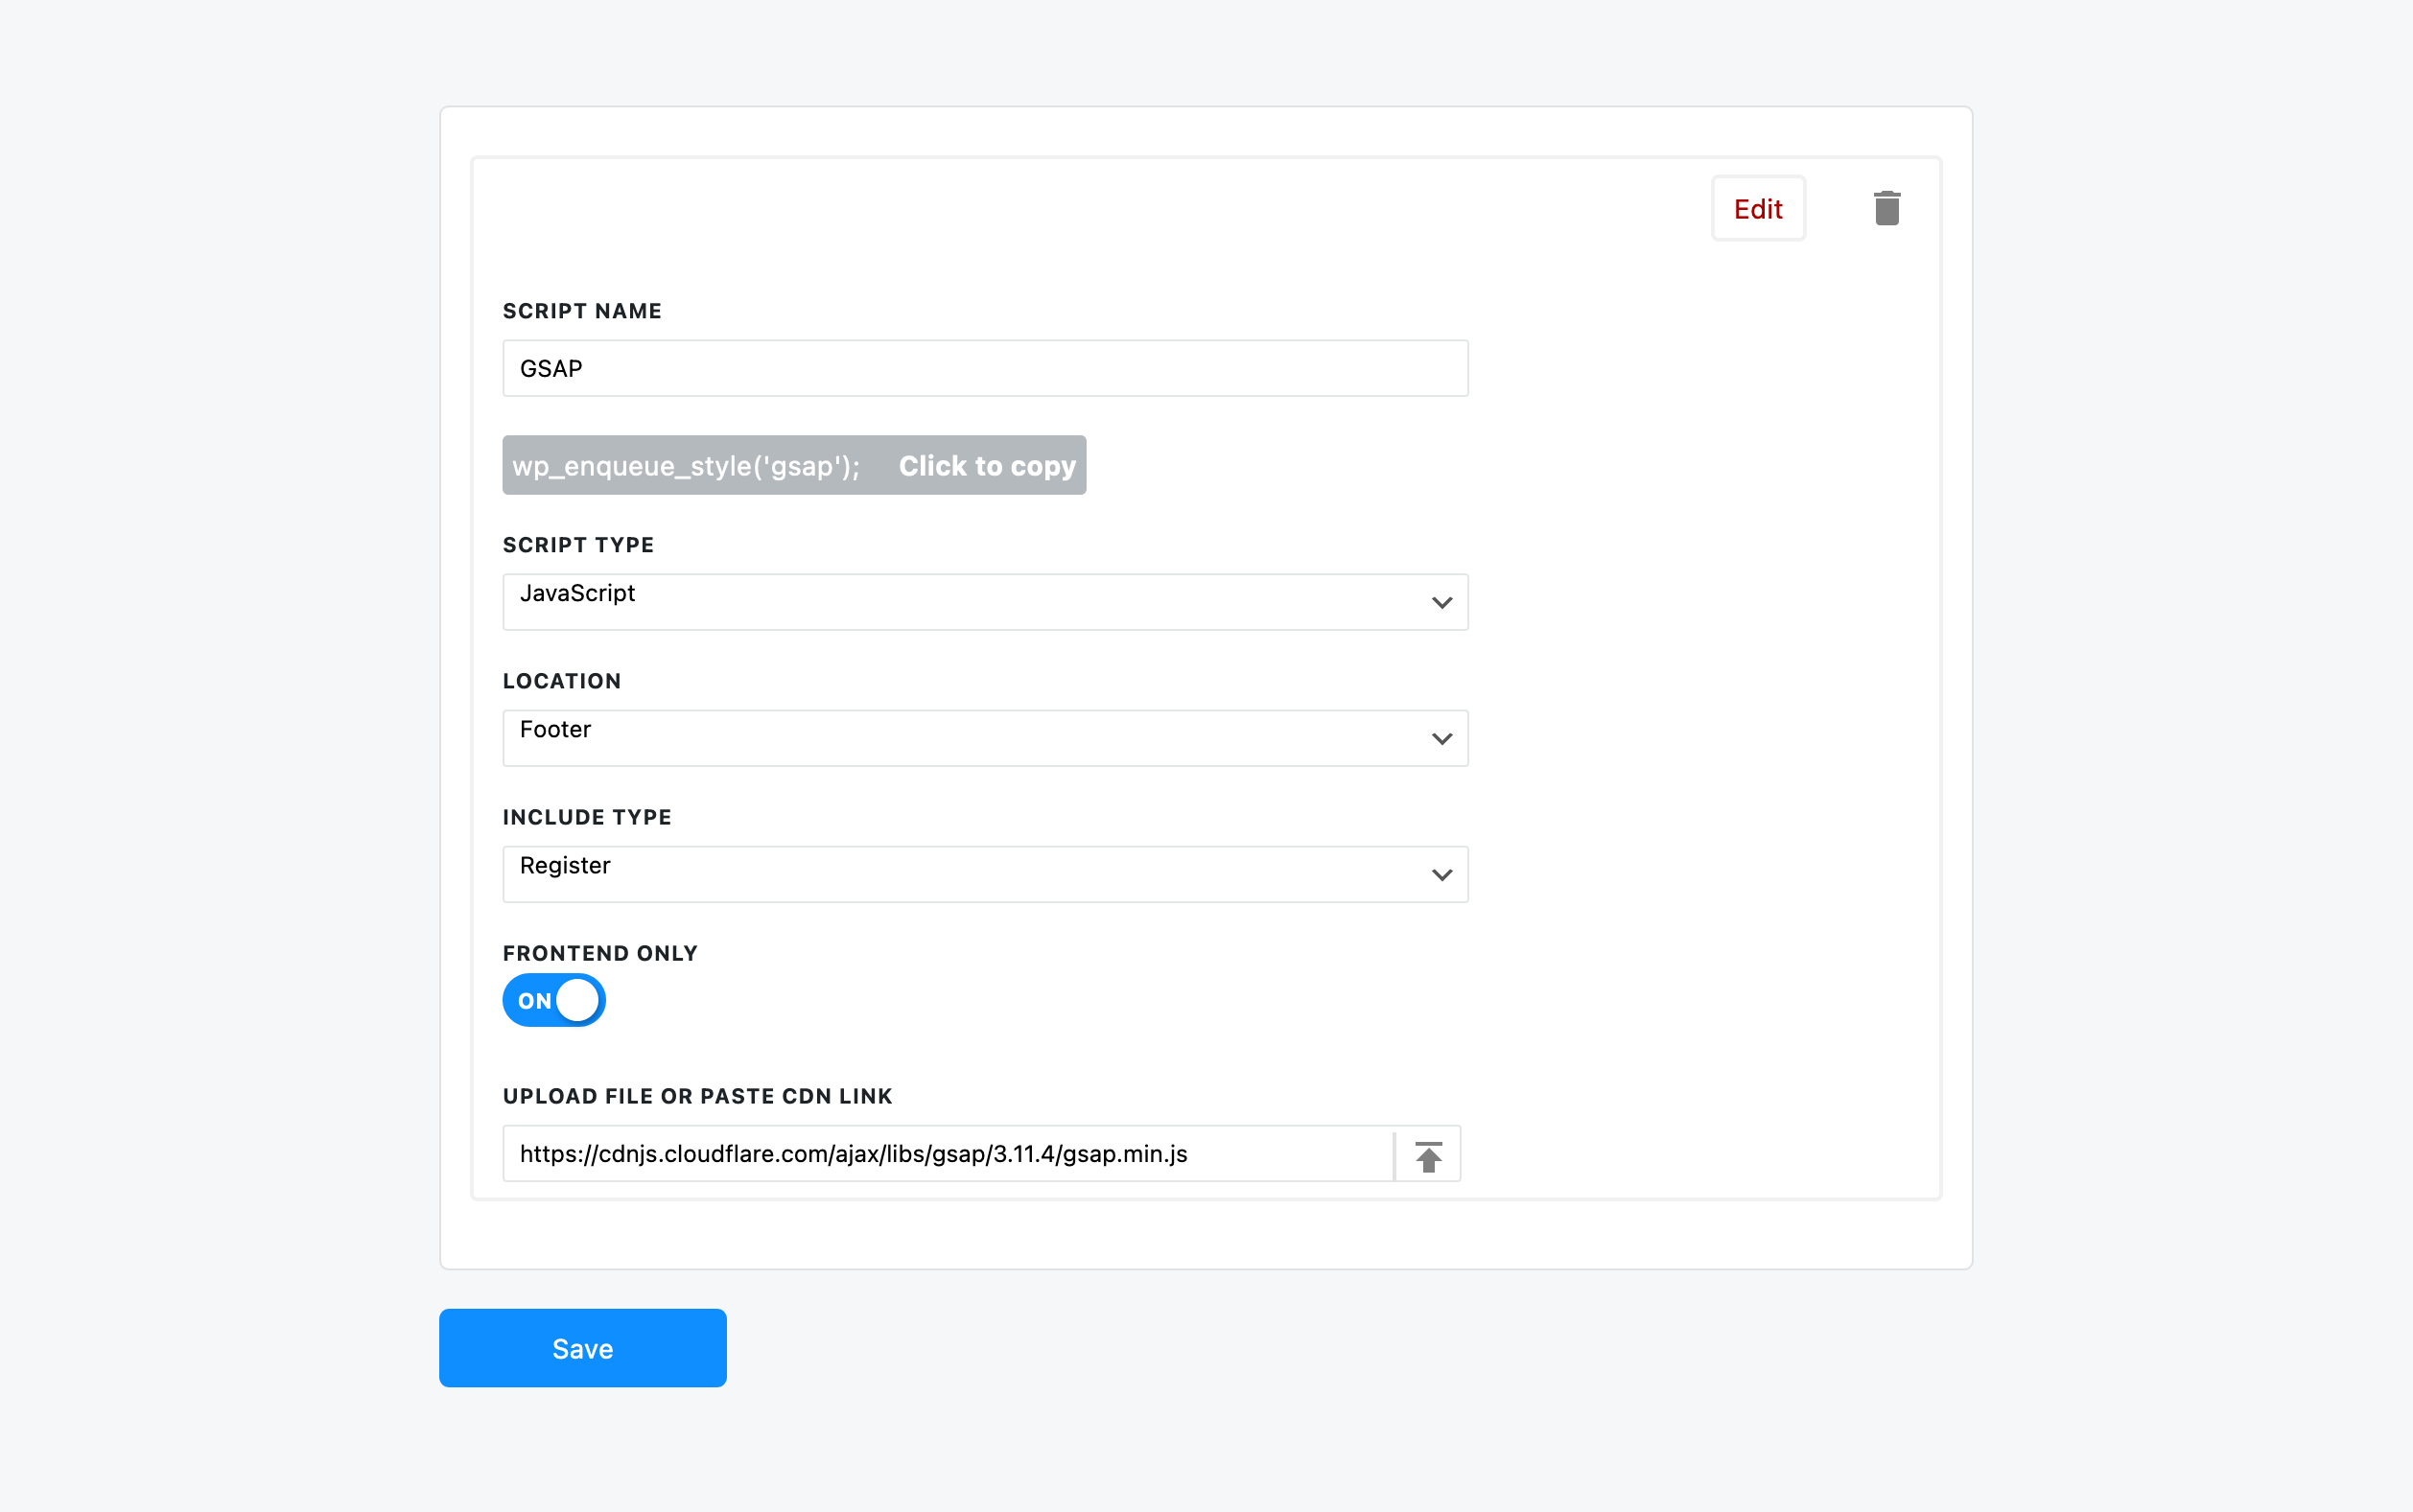 Edit
SCRIPT NAME
GSAP
wp_enqueue_style('gsap'); Click to copy
SCRIPT TYPE
JavaScript
LOCATION
Footer
INCLUDE TYPE
Register
FRONTEND ONLY
ON
UPLOAD FILE OR PASTE CDN LINK
https://cdnjs.cloudflare.com/ajax/libs/gsap/3.11.4/gsap.min.js
Save